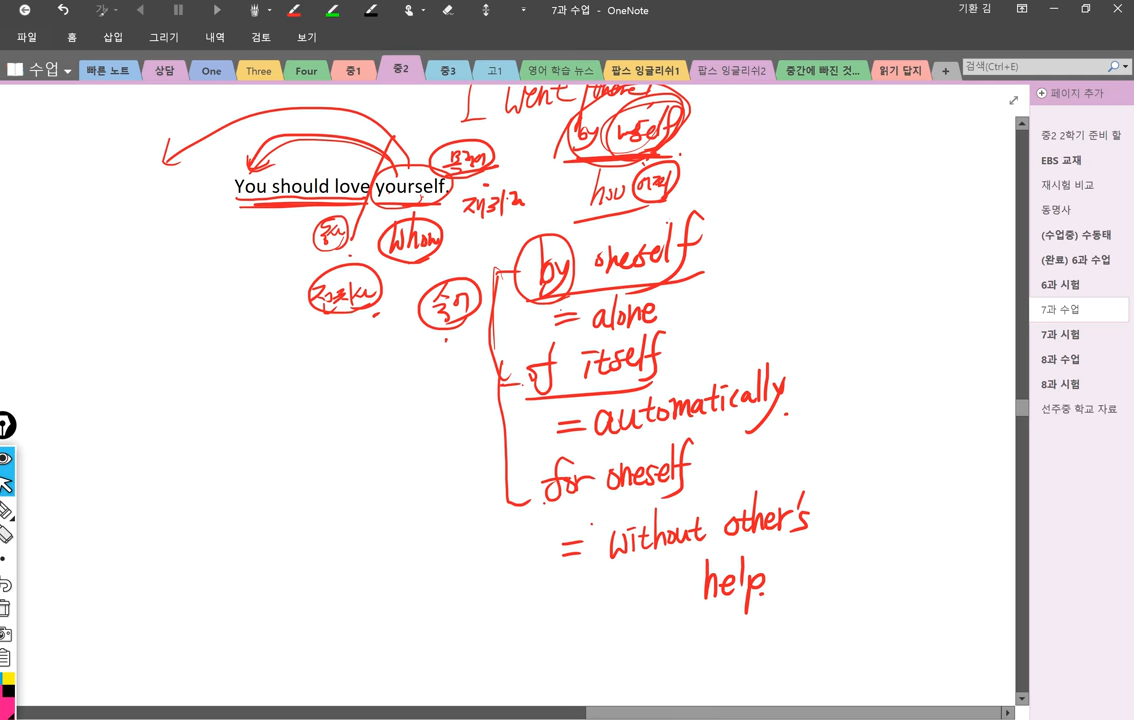 7과 수업 - OneNote
기환 김
파일 홈 삽입 그리기 내역 검토 보기
수업 빠른 노트 상담 One Three Four 중1 중2 중3 고1 영어 학습 뉴스 팝스 잉글리쉬1 팝스 잉글리쉬2 중간에 빠진 것... 읽기 답지 +
검색(Ctrl+E)
I went there
by
You should love yourself.
동사
whom
전치사
by oneself
= alone
of itself
= automatically.
for oneself
= without other's
help.
페이지 추가
중2 2학기 준비 할
EBS 교재
재시험 비교
동명사
(수업중) 수동태
(완료) 6과 수업
6과 시험
7과 수업
7과 시험
8과 수업
8과 시험
선주중 학교 자료